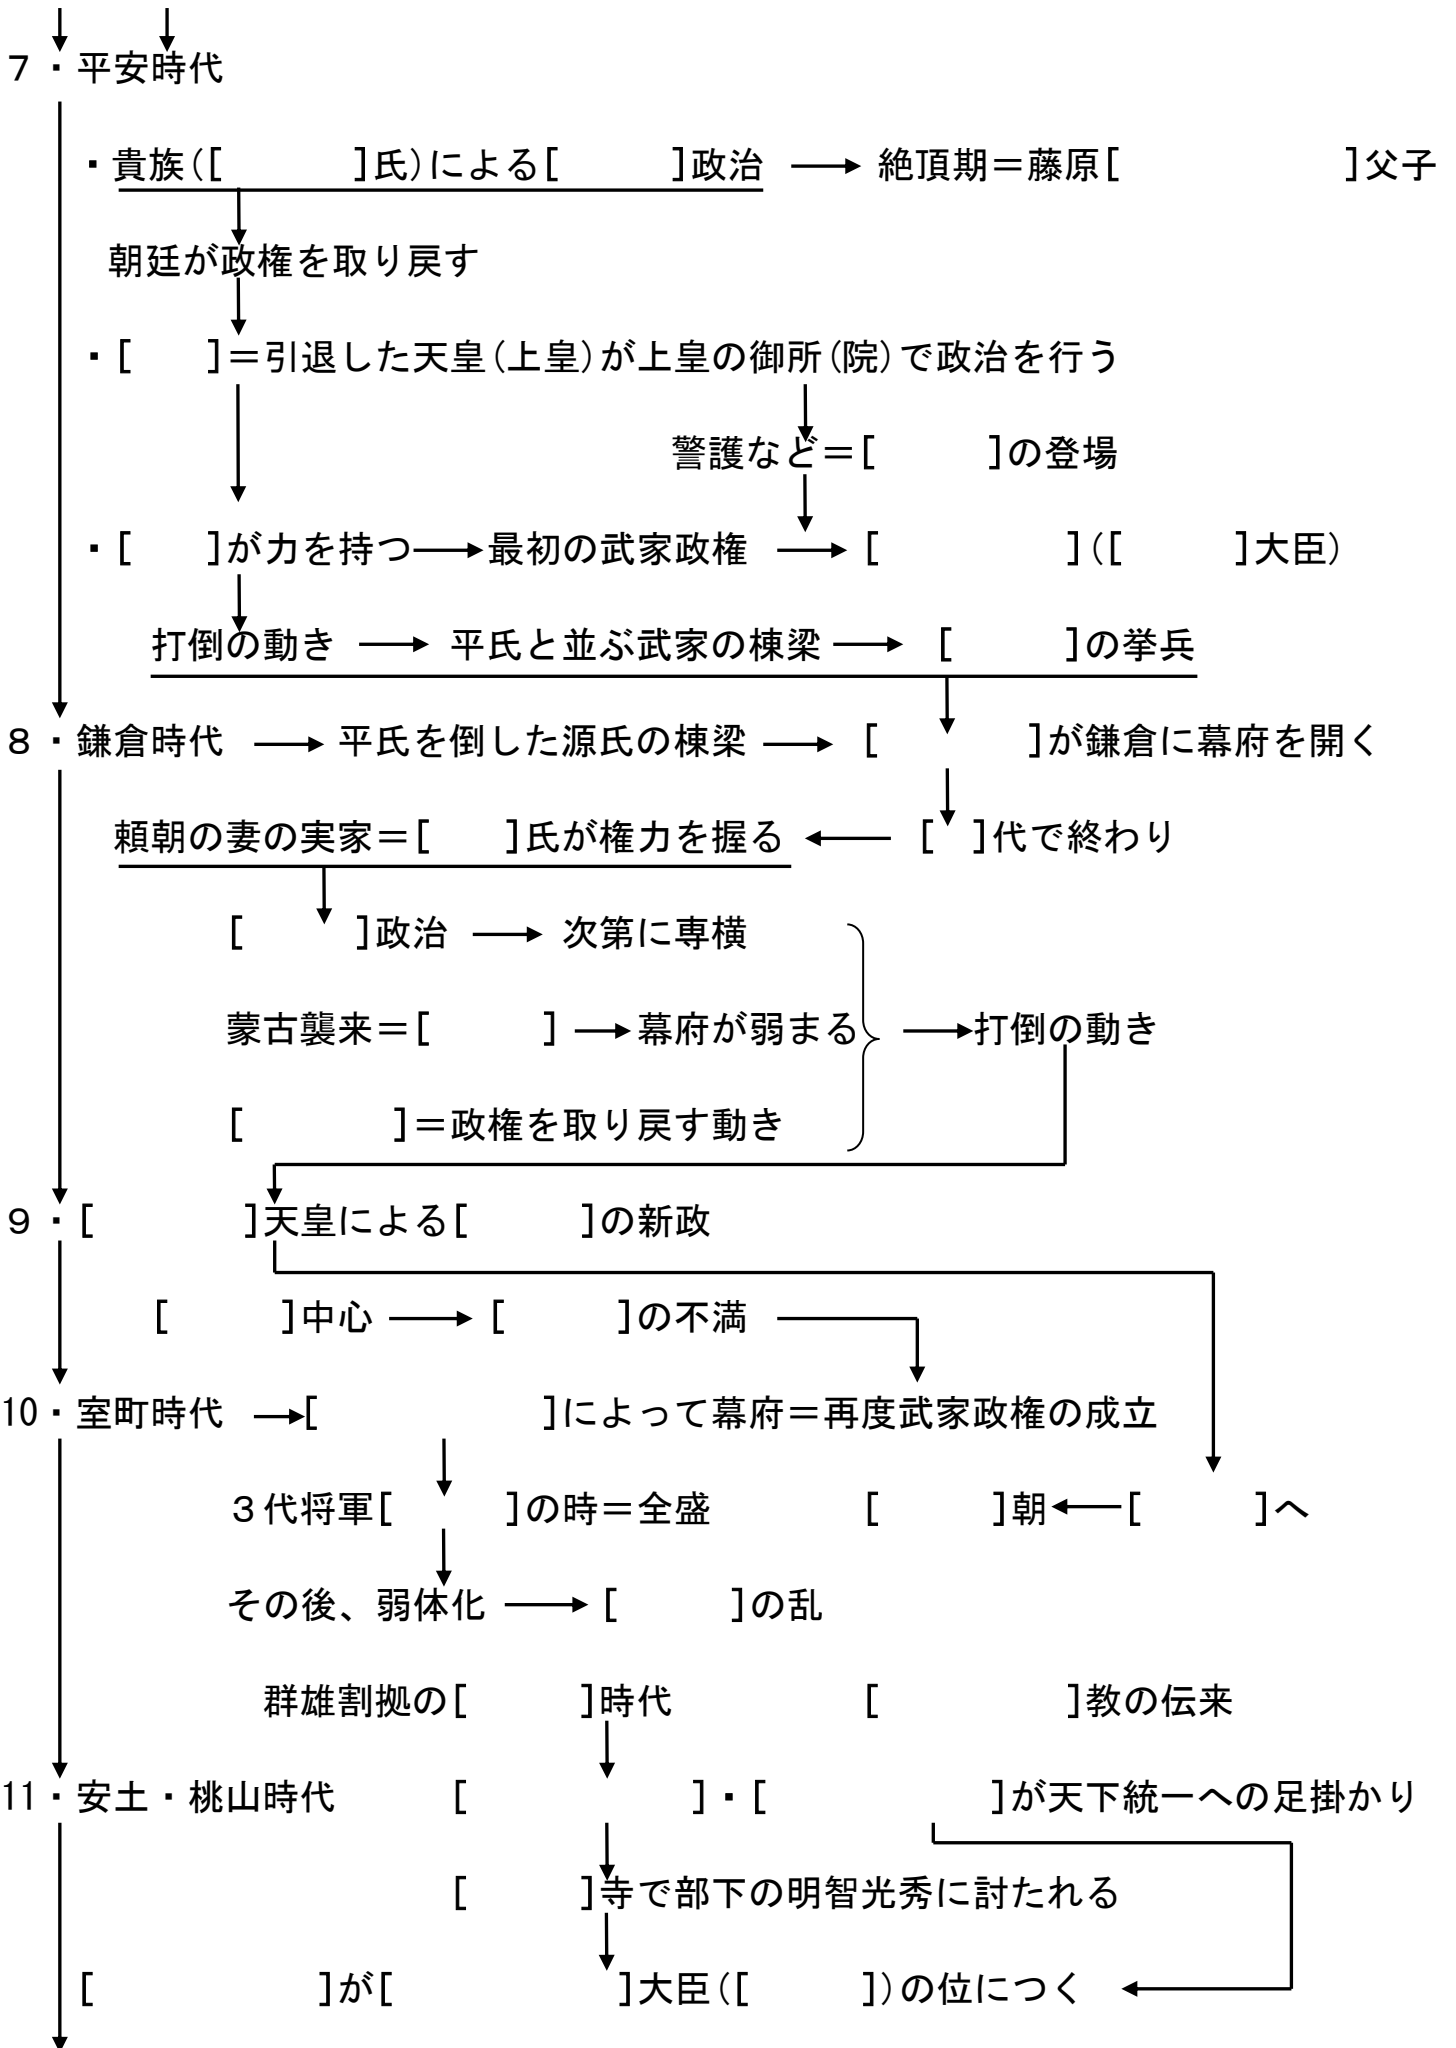 ７・平安時代
・貴族([　　　]氏)による[　　　]政治 → 絶頂期＝藤原[　　　　　　]父子
朝廷が政権を取り戻す
・[　　]＝引退した天皇(上皇)が上皇の御所(院)で政治を行う
警護など＝[　　　]の登場
・[　　]が力を持つ→最初の武家政権 → [　　　　　]([　　　]大臣)
打倒の動き → 平氏と並ぶ武家の棟梁 → [　　　]の挙兵
８・鎌倉時代 → 平氏を倒した源氏の棟梁 → [　　　　]が鎌倉に幕府を開く
頼朝の妻の実家＝[　　]氏が権力を握る ← [　]代で終わり
[　　　]政治 → 次第に専横
蒙古襲来＝[　　　] →幕府が弱まる →打倒の動き
[　　　　]＝政権を取り戻す動き
９・[　　　　]天皇による[　　　]の新政
[　　　]中心 → [　　　]の不満
10・室町時代 →[　　　　　　]によって幕府＝再度武家政権の成立
３代将軍[　　　]の時＝全盛　　　　[　　　]朝←[　　　]へ
その後、弱体化 → [　　　]の乱
群雄割拠の[　　　]時代　　　　　[　　　　　]教の伝来
11・安土・桃山時代　　　[　　　　　　]・[　　　　　　]が天下統一への足掛かり
[　　　]寺で部下の明智光秀に討たれる
[　　　　　　]が[　　　　　　]大臣([　　　])の位につく ←